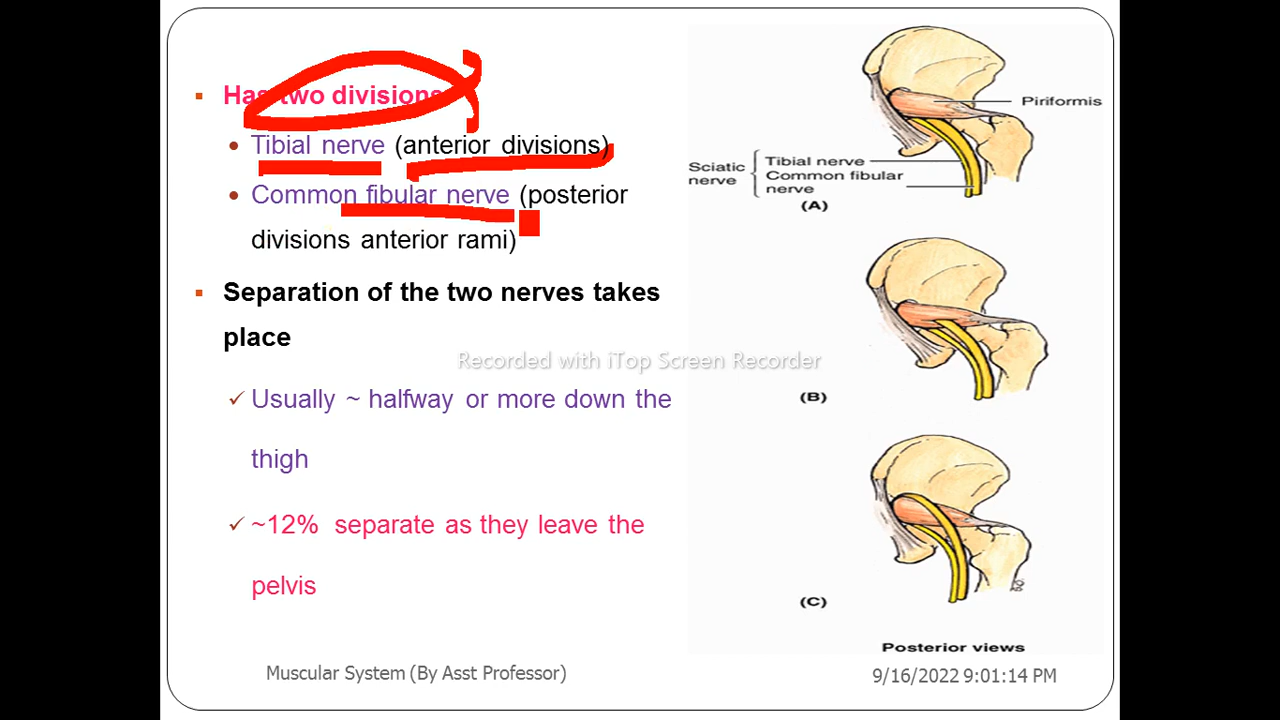 Has two divisions
Tibial nerve (anterior divisions)
Common fibular nerve (posterior
divisions anterior rami)
Separation of the two nerves takes
place
Usually ~ halfway or more down the
thigh
~12% separate as they leave the
pelvis
Piriformis
Sciatic
nerve
Tibial nerve
Common fibular
nerve
(A)
(B)
(C)
Posterior views
Recorded with iTop Screen Recorder
Muscular System (By Asst Professor)
9/16/2022 9:01:14 PM